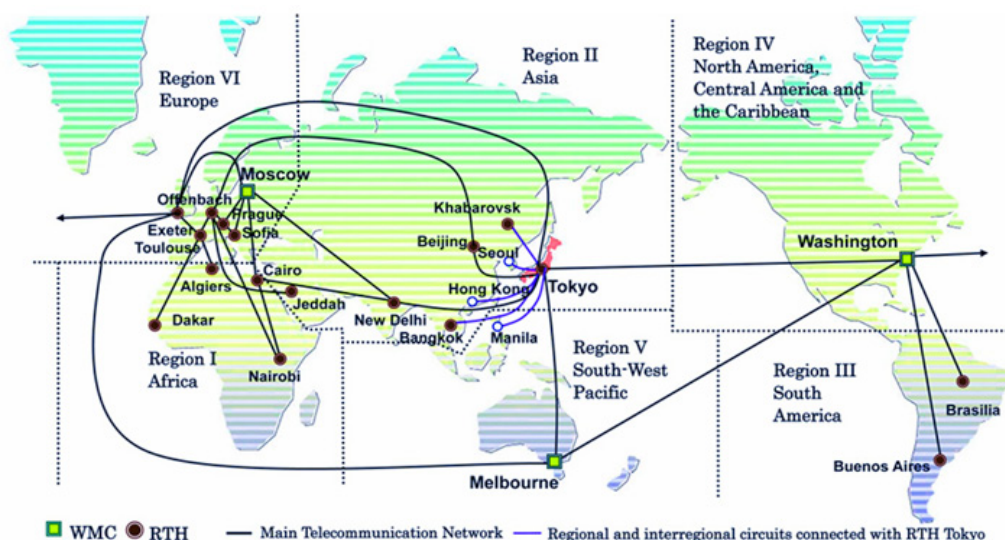 Region VI
Europe
Region II
Asia
Region IV
North America,
Central America and
the Caribbean
Moscow
Offenbach
Prague
Exeter
Sofia
Toulouse
Khabarovsk
Beijing
Seoul
Washington
Algiers
Cairo
Jeddah
Hong Kong
Tokyo
Dakar
New Delhi
Bangkok
Manila
Region I
Africa
Nairobi
Region V
South-West
Pacific
Region III
South
America
Brasilia
Melbourne
Buenos Aires
WMC RTH Main Telecommunication Network Regional and interregional circuits connected with RTH Tokyo